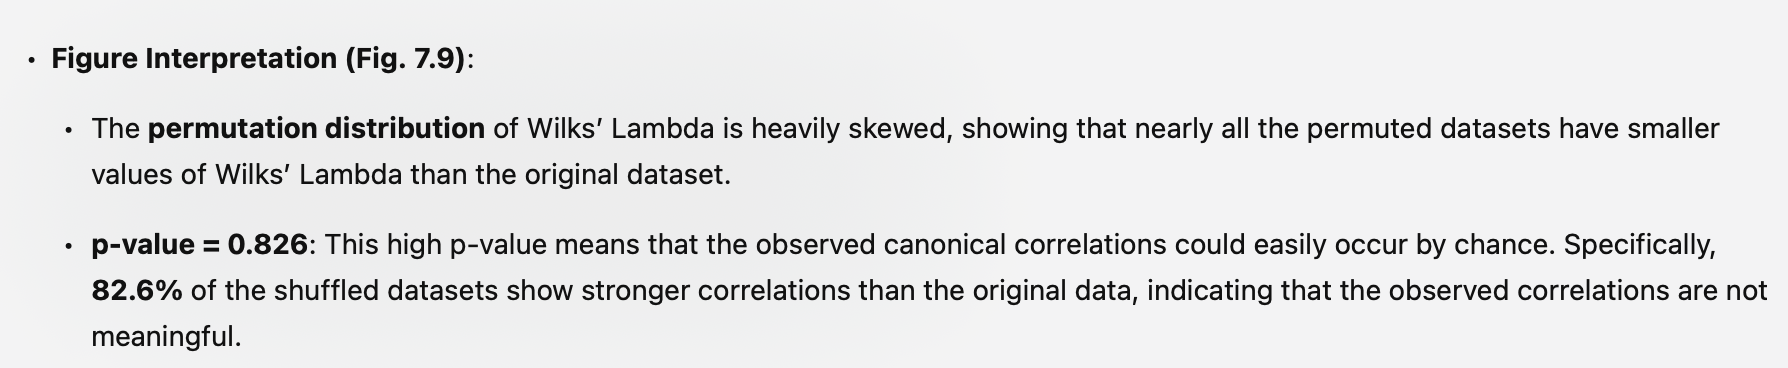 • Figure Interpretation (Fig. 7.9):
• The permutation distribution of Wilks’ Lambda is heavily skewed, showing that nearly all the permuted datasets have smaller
values of Wilks’ Lambda than the original dataset.
• p-value = 0.826: This high p-value means that the observed canonical correlations could easily occur by chance. Specifically,
82.6% of the shuffled datasets show stronger correlations than the original data, indicating that the observed correlations are not
meaningful.